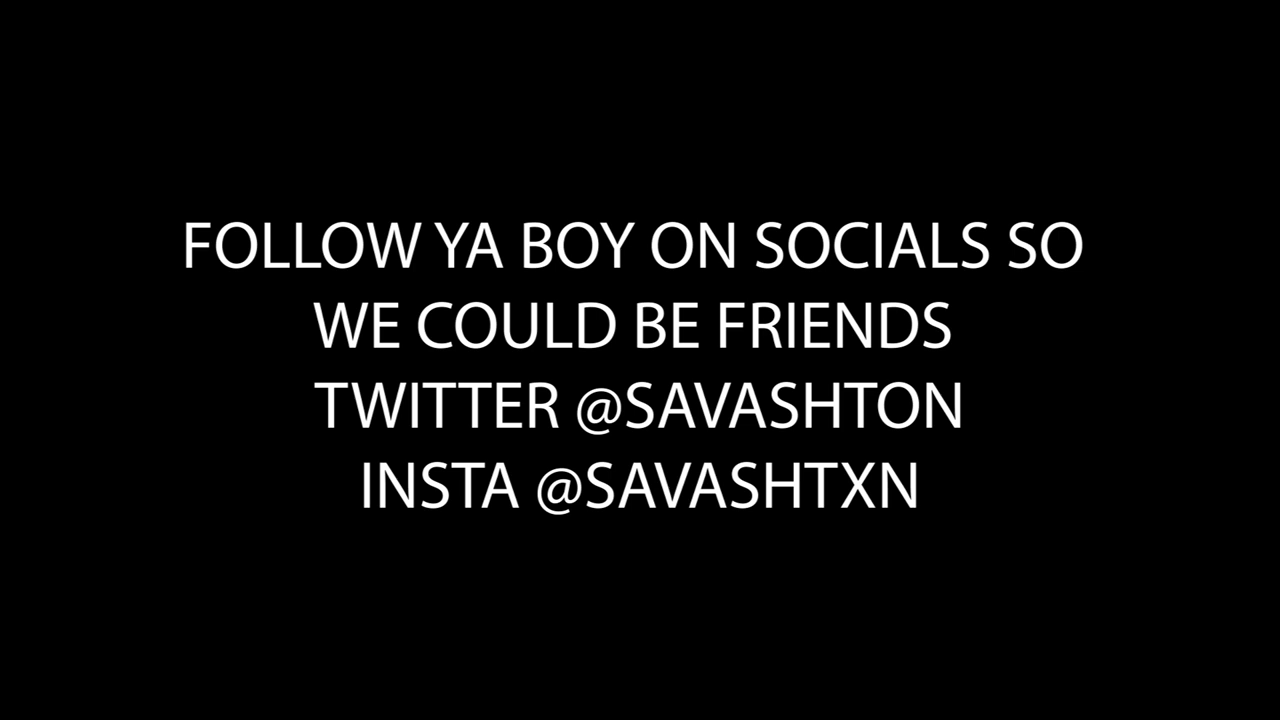 FOLLOW YA BOY ON SOCIALS SO
WE COULD BE FRIENDS
TWITTER @SAVASHTON
INSTA @SAVASHTXN